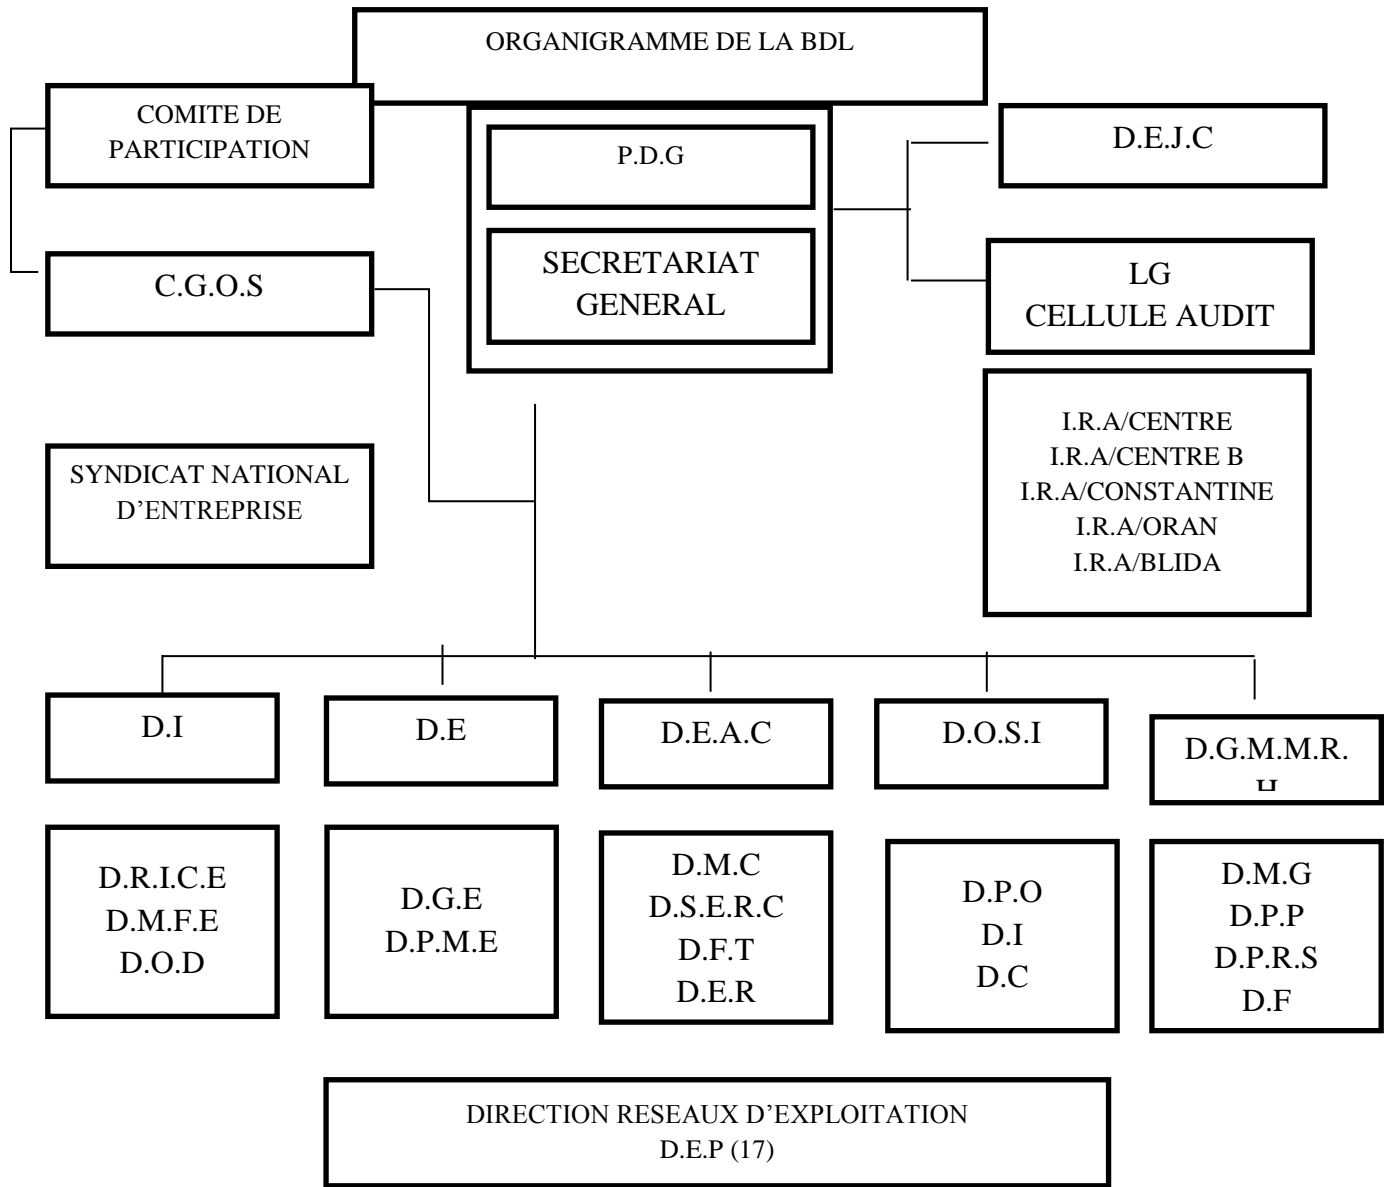 ORGANIGRAMME DE LA BDL
COMITE DE
PARTICIPATION
P.D.G
D.E.J.C
C.G.O.S
SECRETARIAT
GENERAL
LG
CELLULE AUDIT
SYNDICAT NATIONAL
D’ENTREPRISE
I.R.A/CENTRE
I.R.A/CENTRE B
I.R.A/CONSTANTINE
I.R.A/ORAN
I.R.A/BLIDA
D.I
D.E
D.E.A.C
D.O.S.I
D.G.M.M.R.
H
D.R.I.C.E
D.M.F.E
D.O.D
D.G.E
D.P.M.E
D.M.C
D.S.E.R.C
D.F.T
D.E.R
D.P.O
D.I
D.C
D.M.G
D.P.P
D.P.R.S
D.F
DIRECTION RESEAUX D’EXPLOITATION
D.E.P (17)